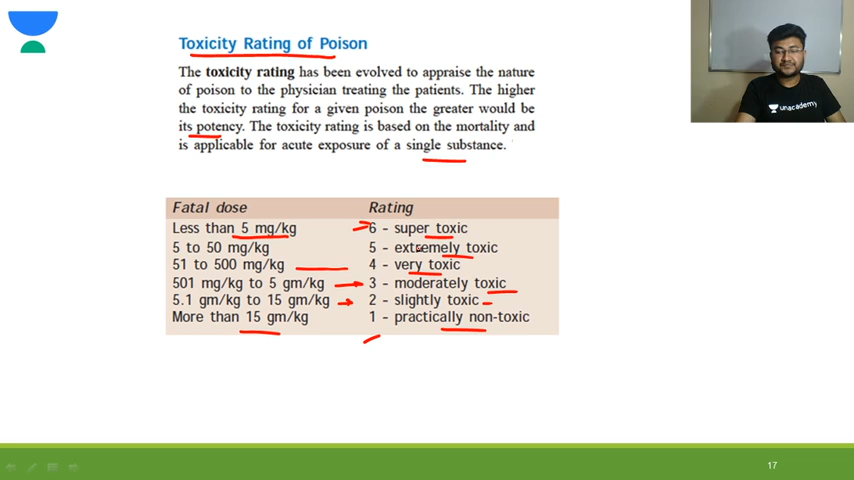 Toxicity Rating of Poison
The toxicity rating has been evolved to appraise the nature
of poison to the physician treating the patients. The higher
the toxicity rating for a given poison the greater would be
its potency. The toxicity rating is based on the mortality and
is applicable for acute exposure of a single substance.
Fatal dose Rating
Less than 5 mg/kg 6 - super toxic
5 to 50 mg/kg 5 - extremely toxic
51 to 500 mg/kg 4 - very toxic
501 mg/kg to 5 gm/kg 3 - moderately toxic
5.1 gm/kg to 15 gm/kg 2 - slightly toxic
More than 15 gm/kg 1 - practically non-toxic
unacademy
17